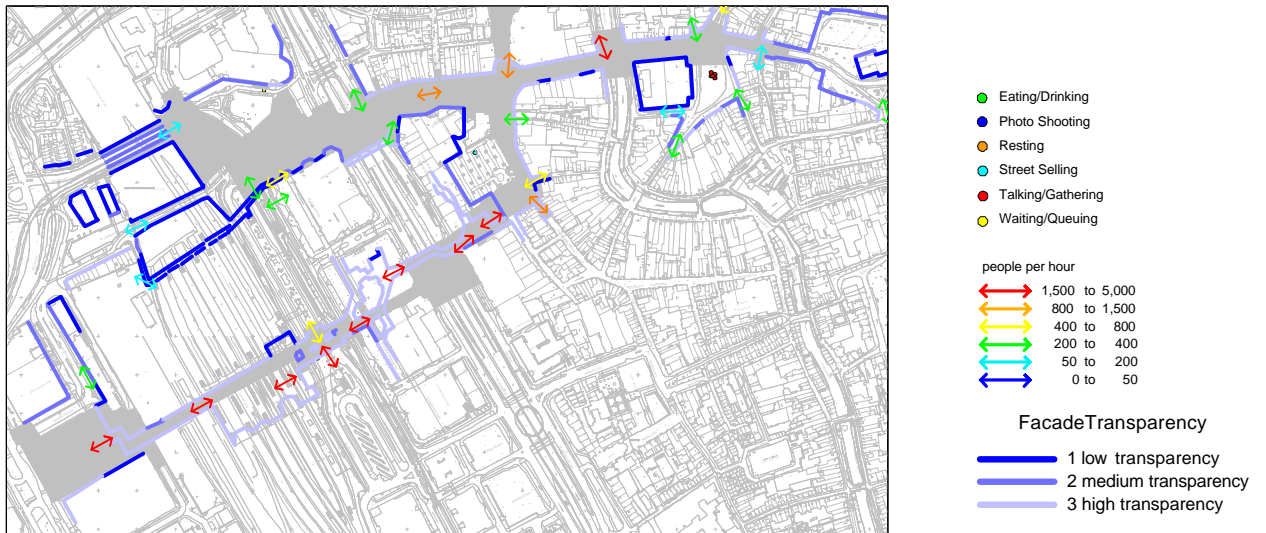 Eating/Drinking
Photo Shooting
Resting
Street Selling
Talking/Gathering
Waiting/Queuing
people per hour
1,500 to 5,000
800 to 1,500
400 to 800
200 to 400
50 to 200
0 to 50
FacadeTransparency
1 low transparency
2 medium transparency
3 high transparency